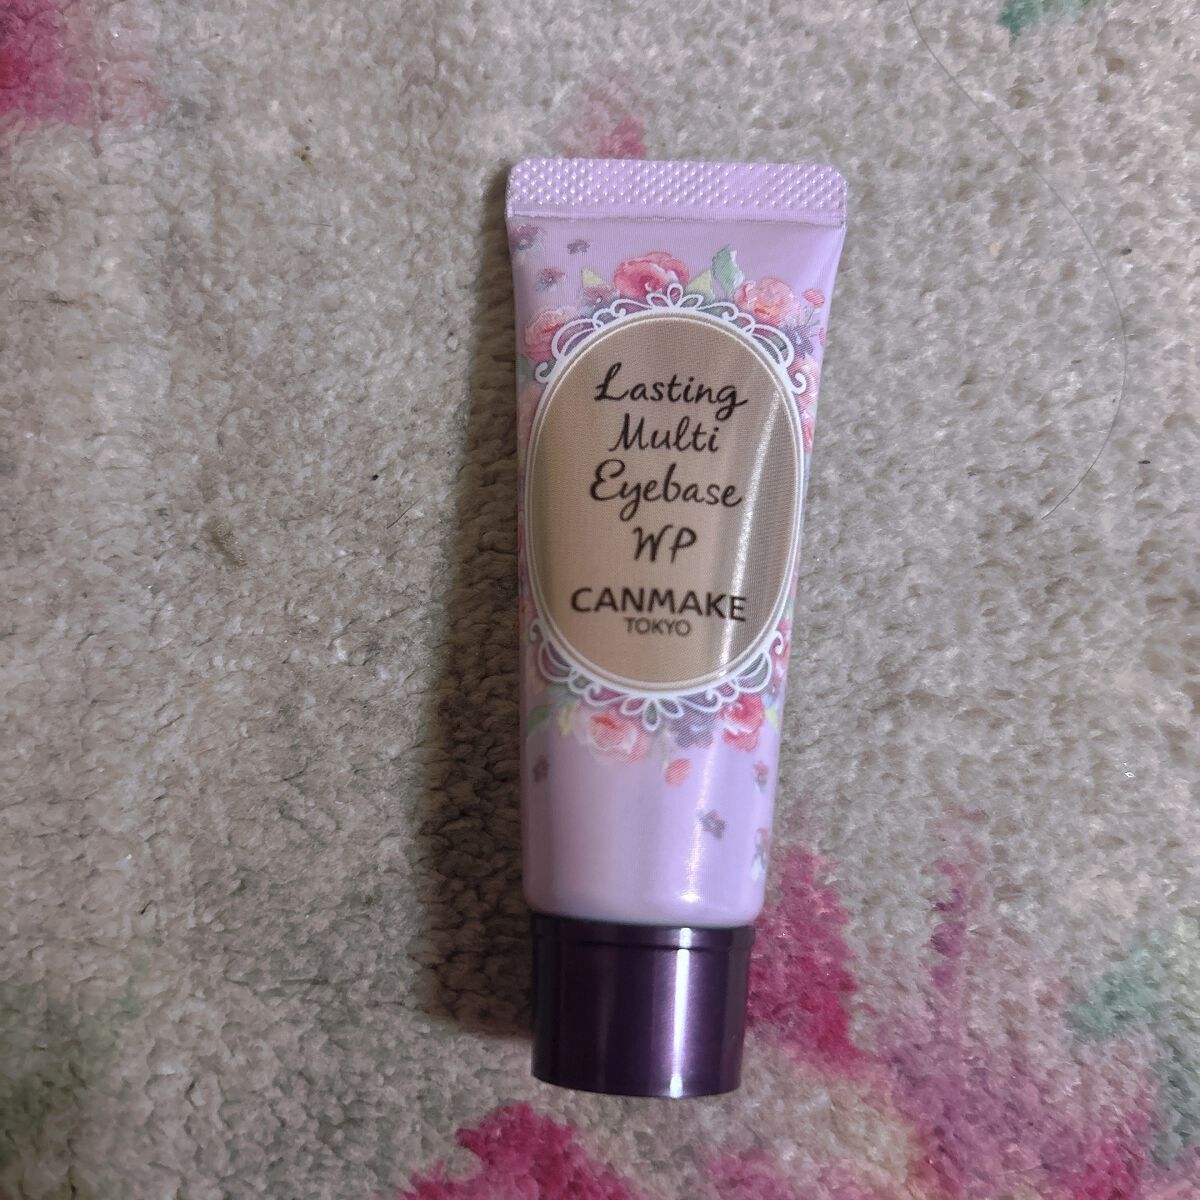 Lasting
Multi
Eyebase
WP
CANMAKE
TOKYO